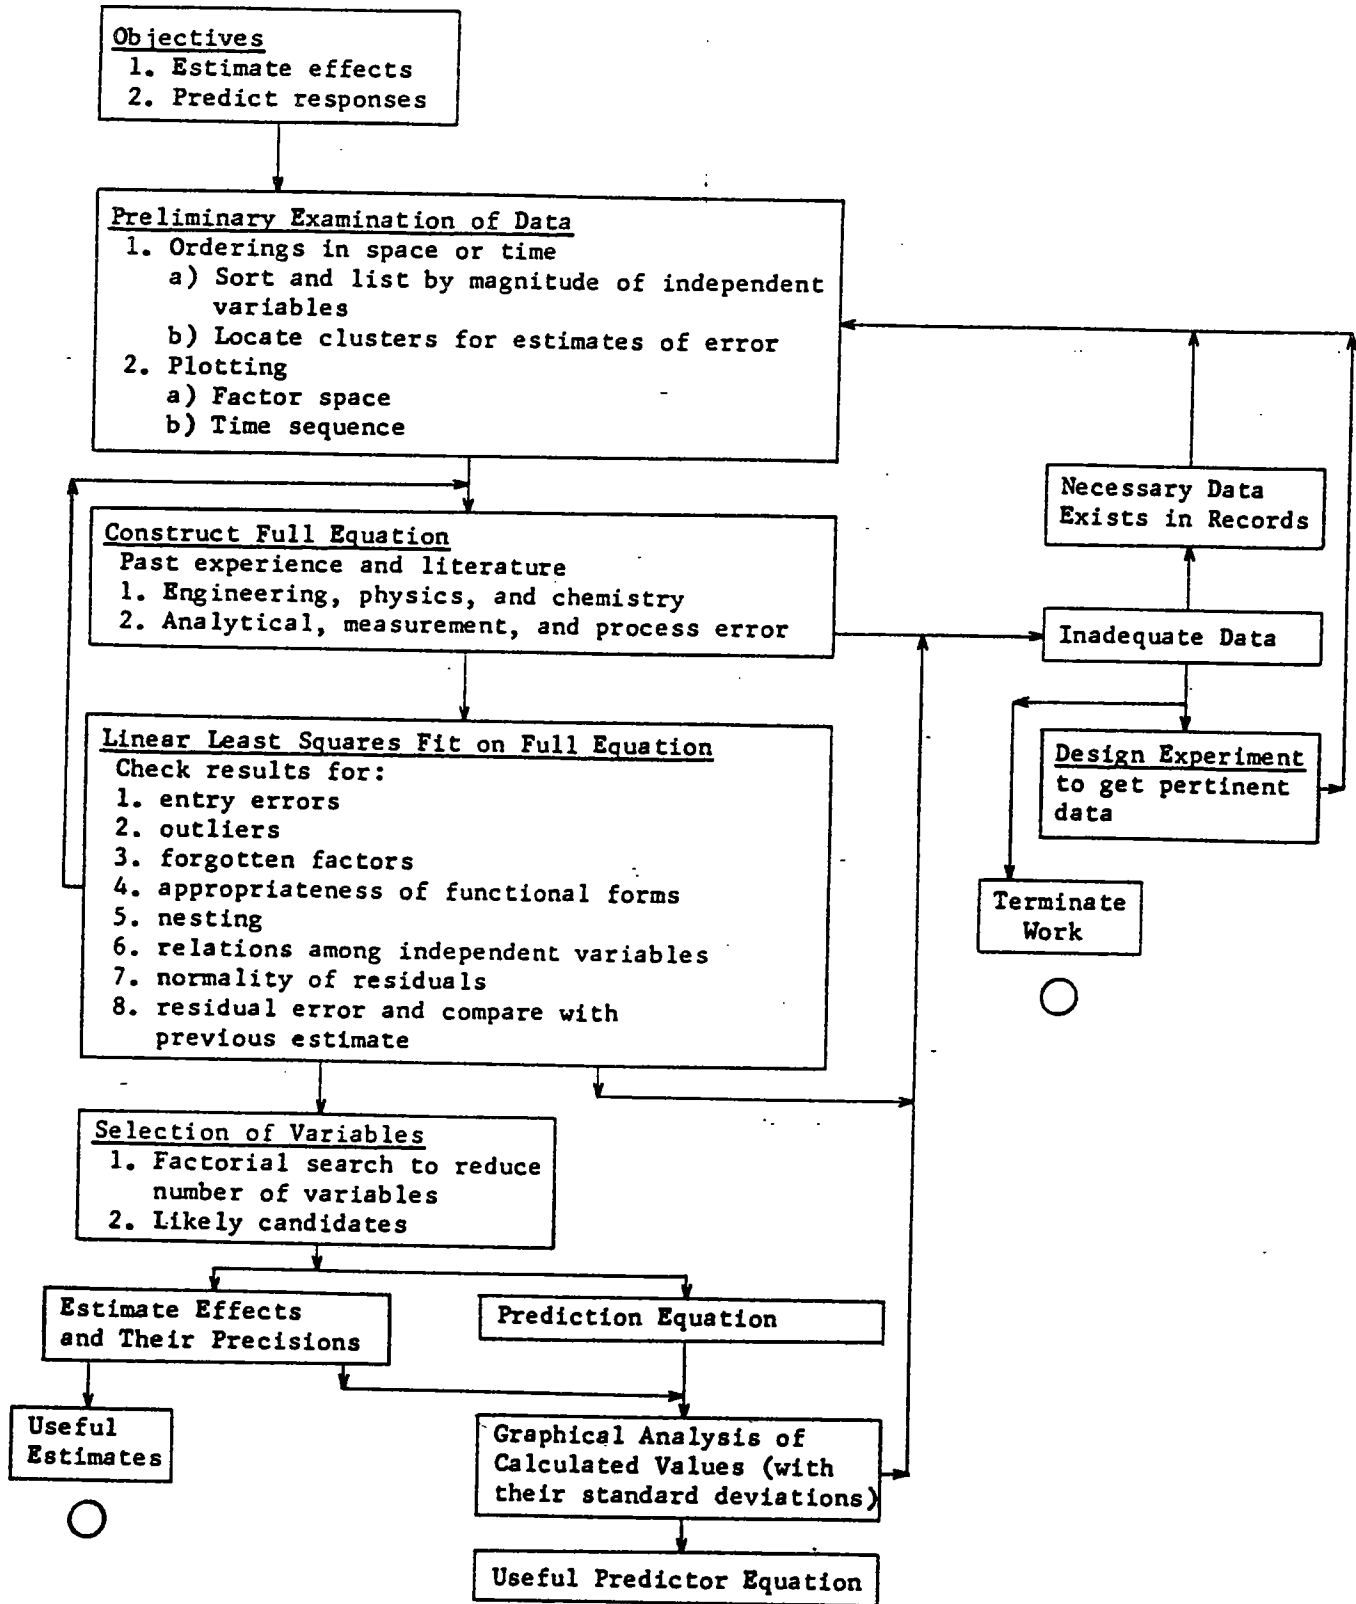 Objectives
1. Estimate effects
2. Predict responses
Preliminary Examination of Data
1. Orderings in space or time
a) Sort and list by magnitude of independent
variables
b) Locate clusters for estimates of error
2. Plotting
a) Factor space
b) Time sequence
Necessary Data
Exists in Records
Construct Full Equation
Past experience and literature
1. Engineering, physics, and chemistry
2. Analytical, measurement, and process error
Inadequate Data
Linear Least Squares Fit on Full Equation
Check results for:
1. entry errors
2. outliers
3. forgotten factors
4. appropriateness of functional forms
5. nesting
6. relations among independent variables
7. normality of residuals
8. residual error and compare with
previous estimate
Design Experiment
to get pertinent
data
Terminate
Work
Selection of Variables
1. Factorial search to reduce
number of variables
2. Likely candidates
Estimate Effects
and Their Precisions
Prediction Equation
Useful
Estimates
Graphical Analysis of
Calculated Values (with
their standard deviations)
Useful Predictor Equation